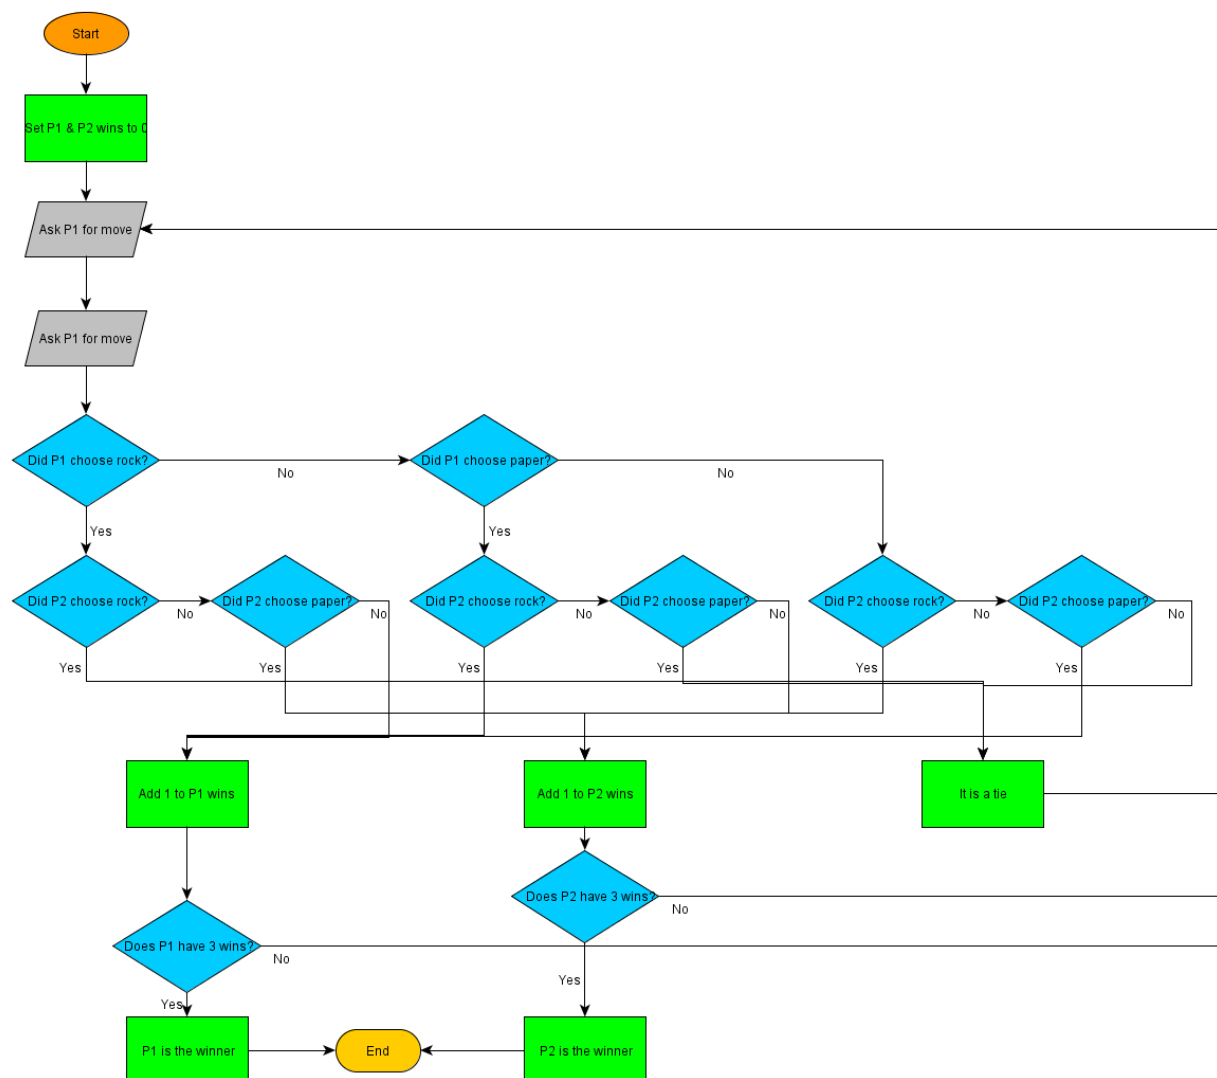 Start
Set P1 & P2 wins to 0
Ask P1 for move
Ask P1 for move
Did P1 choose rock?
No
Did P1 choose paper?
No
Yes
Yes
Did P2 choose rock?
No
Did P2 choose paper?
No
Did P2 choose rock?
No
Did P2 choose paper?
No
Did P2 choose rock?
No
Did P2 choose paper?
No
Yes
Yes
Yes
Yes
Yes
Yes
Add 1 to P1 wins
Add 1 to P2 wins
It is a tie
Does P2 have 3 wins?
No
Does P1 have 3 wins?
No
Yes
Yes
P1 is the winner
End
P2 is the winner